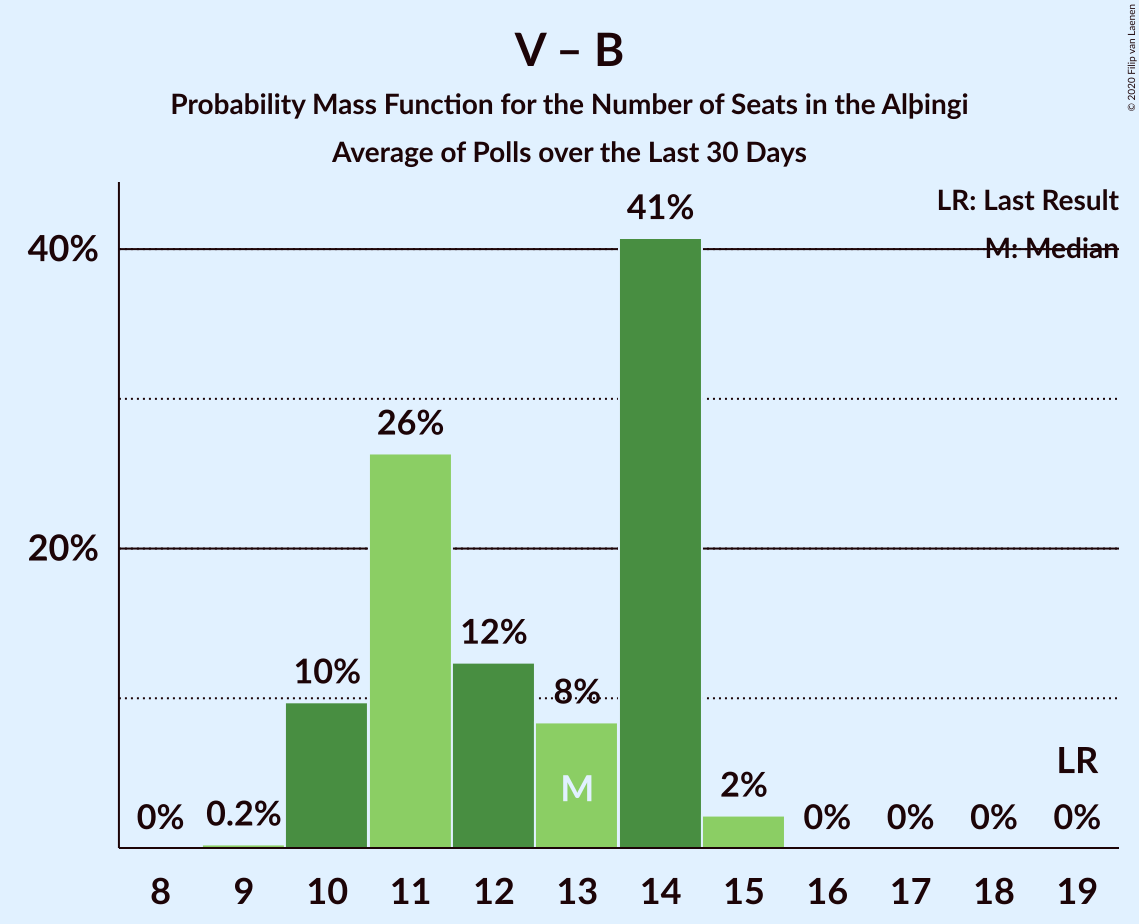 V – B
Probability Mass Function for the Number of Seats in the Alþingi
Average of Polls over the Last 30 Days
© 2020 Filip van Laenen
LR: Last Result
M: Median
40%
20%
0%
0.2%
10%
26%
12%
8%
41%
2%
0%
0%
0%
0%
M
LR
8 9 10 11 12 13 14 15 16 17 18 19